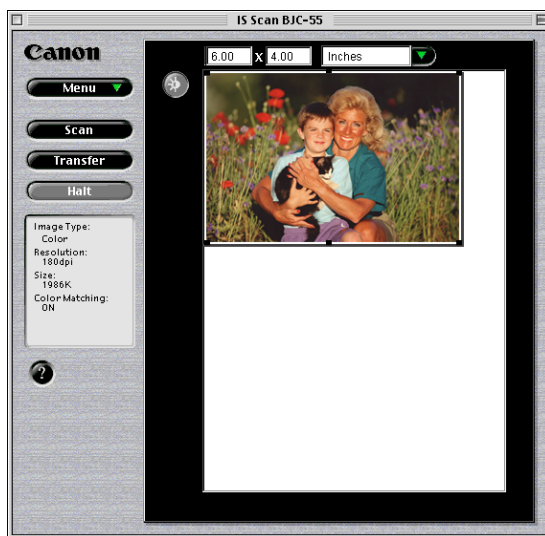 IS Scan BJC-55
Canon
6.00 x 4.00 Inches
Menu
Scan
Transfer
Halt
Image Type:
Color
Resolution:
180dpi
Size:
1986K
Color Matching:
ON
?